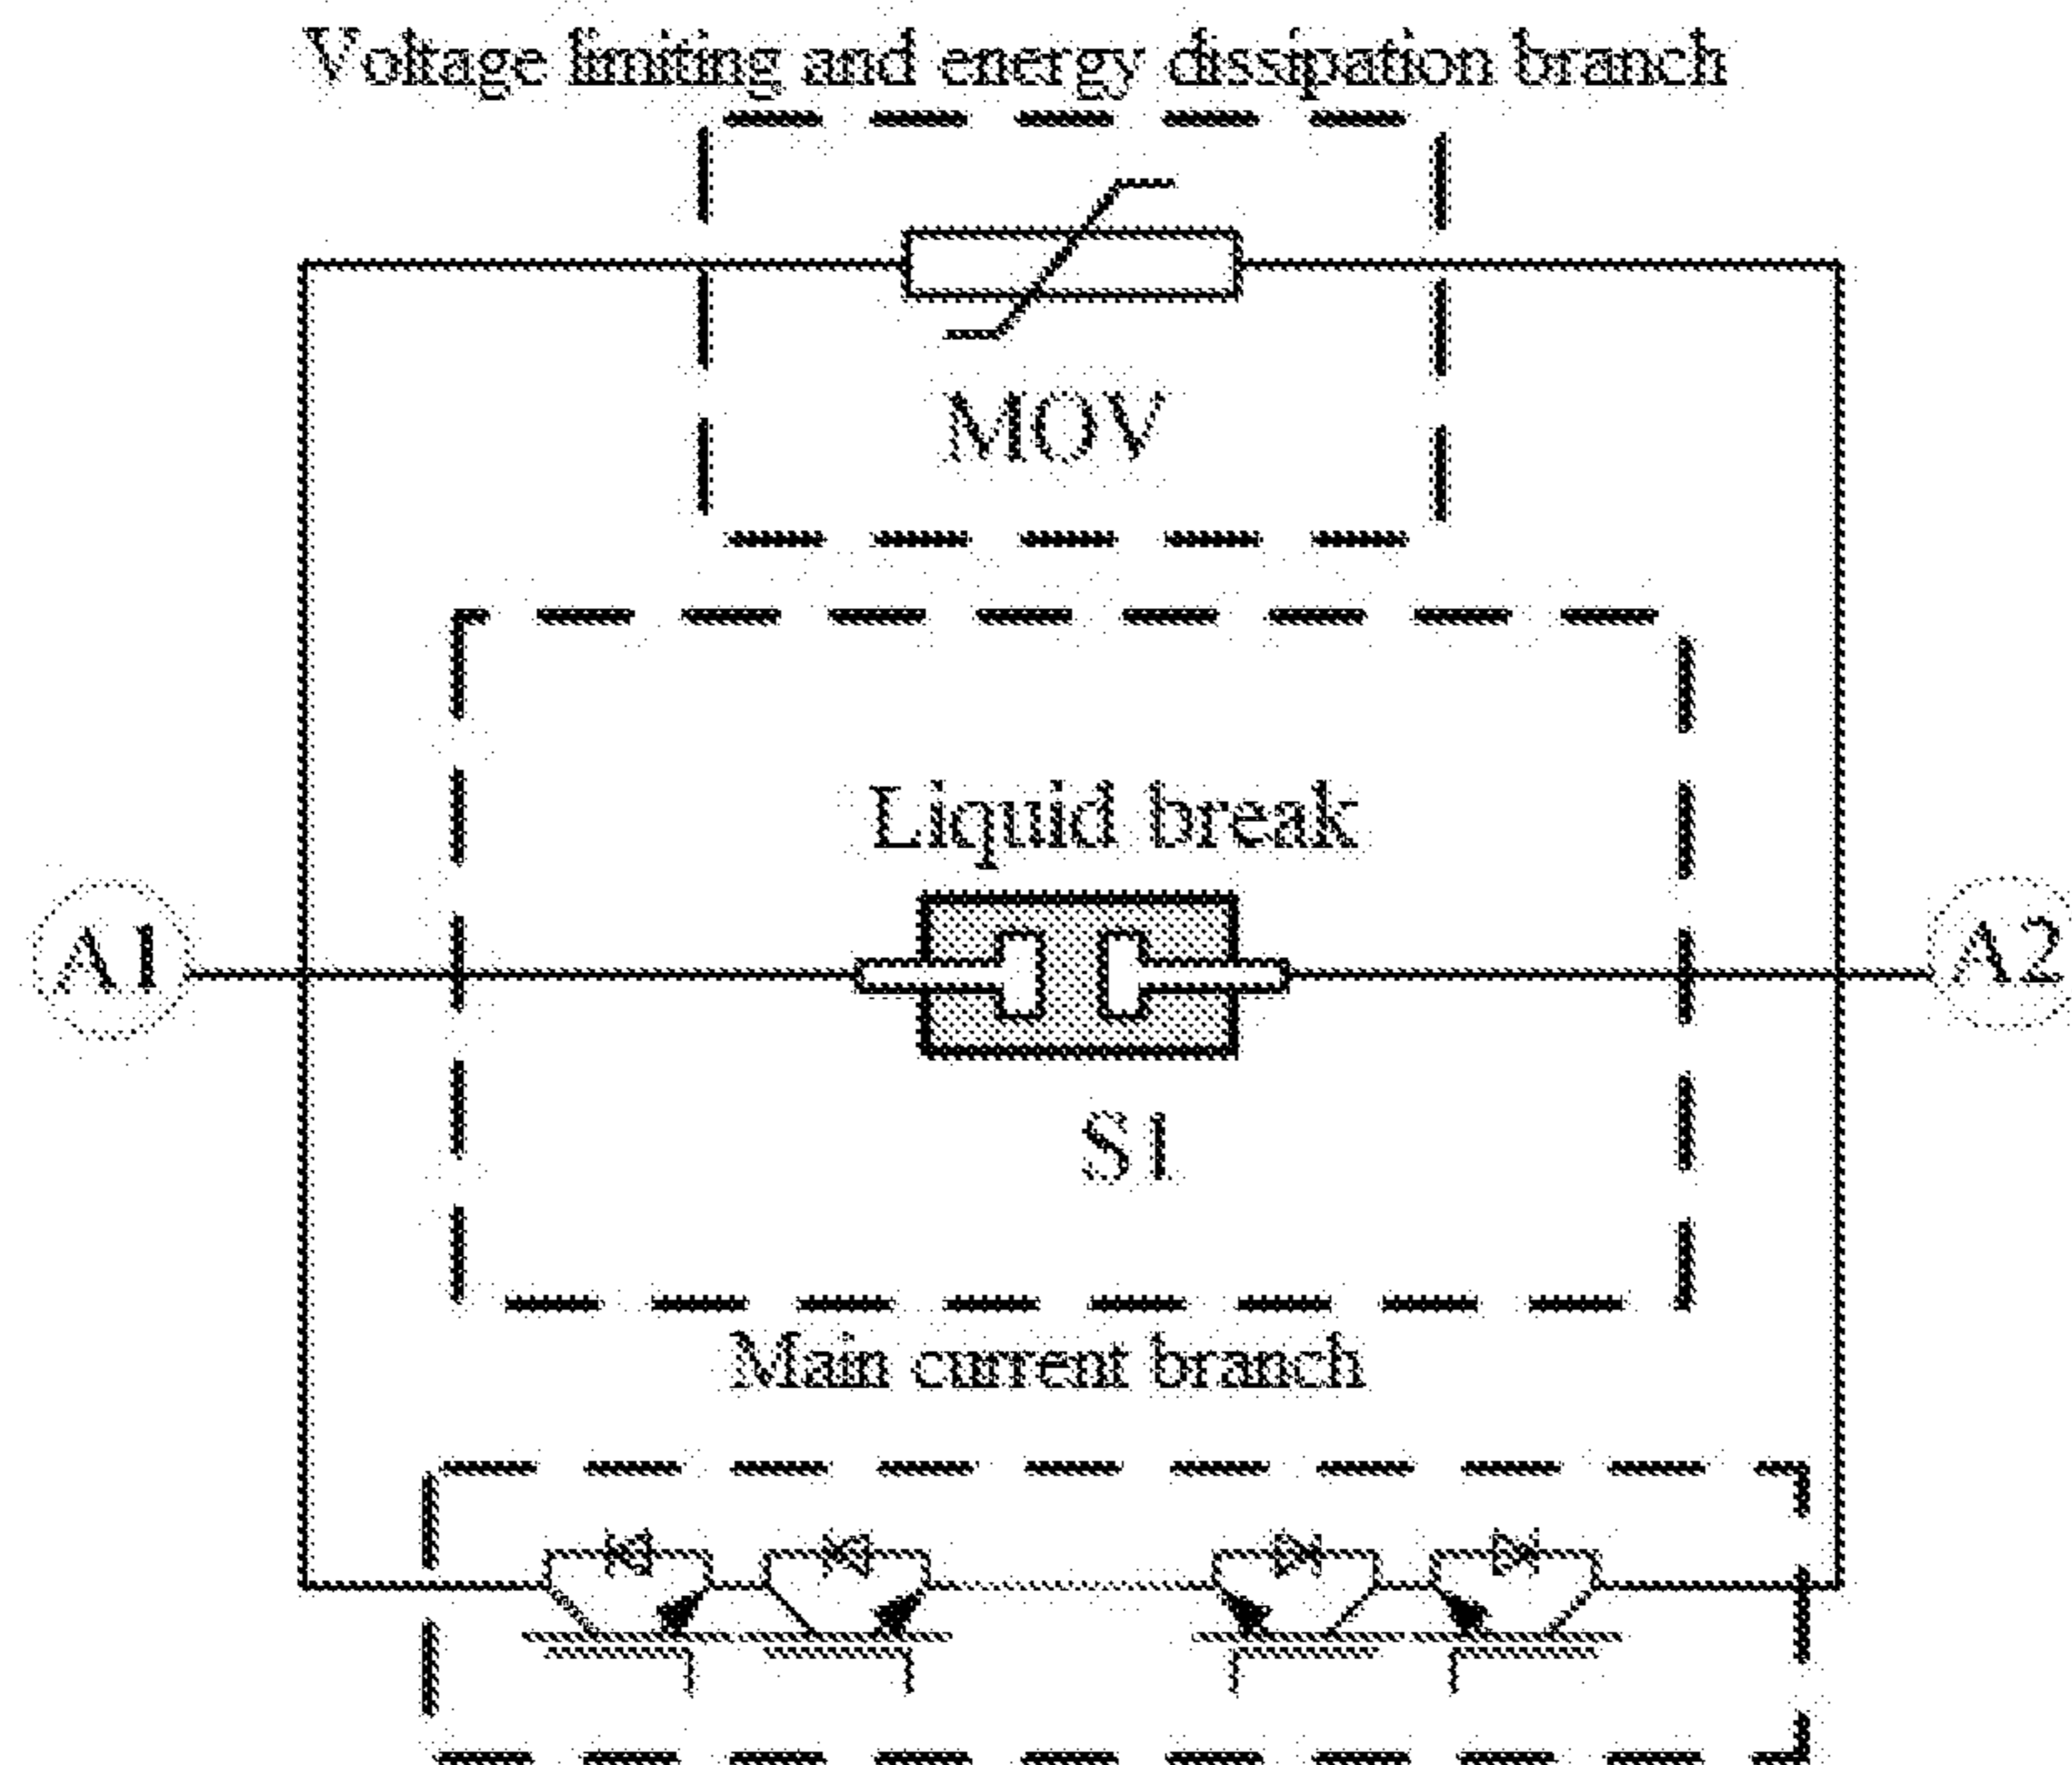 Voltage limiting and energy dissipation branch
MOV
Liquid break
A1
A2
S1
Main current branch